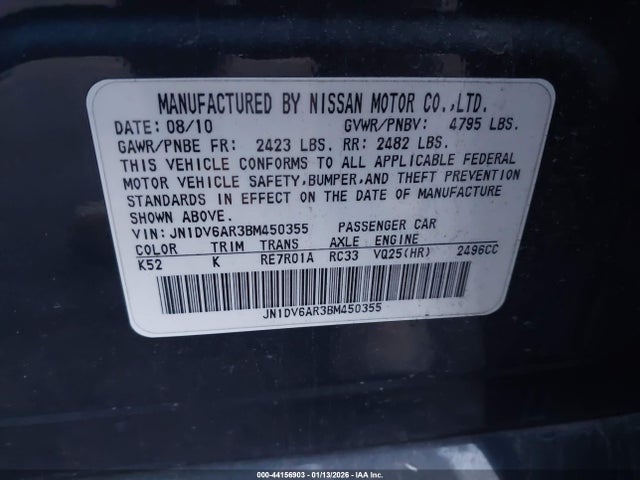 MANUFACTURED BY NISSAN MOTOR CO.,LTD.
DATE: 08/10 GVWR/PNBV: 4795 LBS.
GAWR/PNBE FR: 2423 LBS. RR: 2482 LBS.
THIS VEHICLE CONFORMS TO ALL APPLICABLE FEDERAL
MOTOR VEHICLE SAFETY,BUMPER,AND THEFT PREVENTION
STANDARDS IN EFFECT ON THE DATE OF MANUFACTURE
SHOWN ABOVE.
VIN: JN1DV6AR3BM450355 PASSENGER CAR
COLOR TRIM TRANS AXLE ENGINE
K52 K RE7R01A RC33 VQ25(HR) 2496CC
JN1DV6AR3BM450355
000-44156903 - 01/13/2026 - IAA Inc.